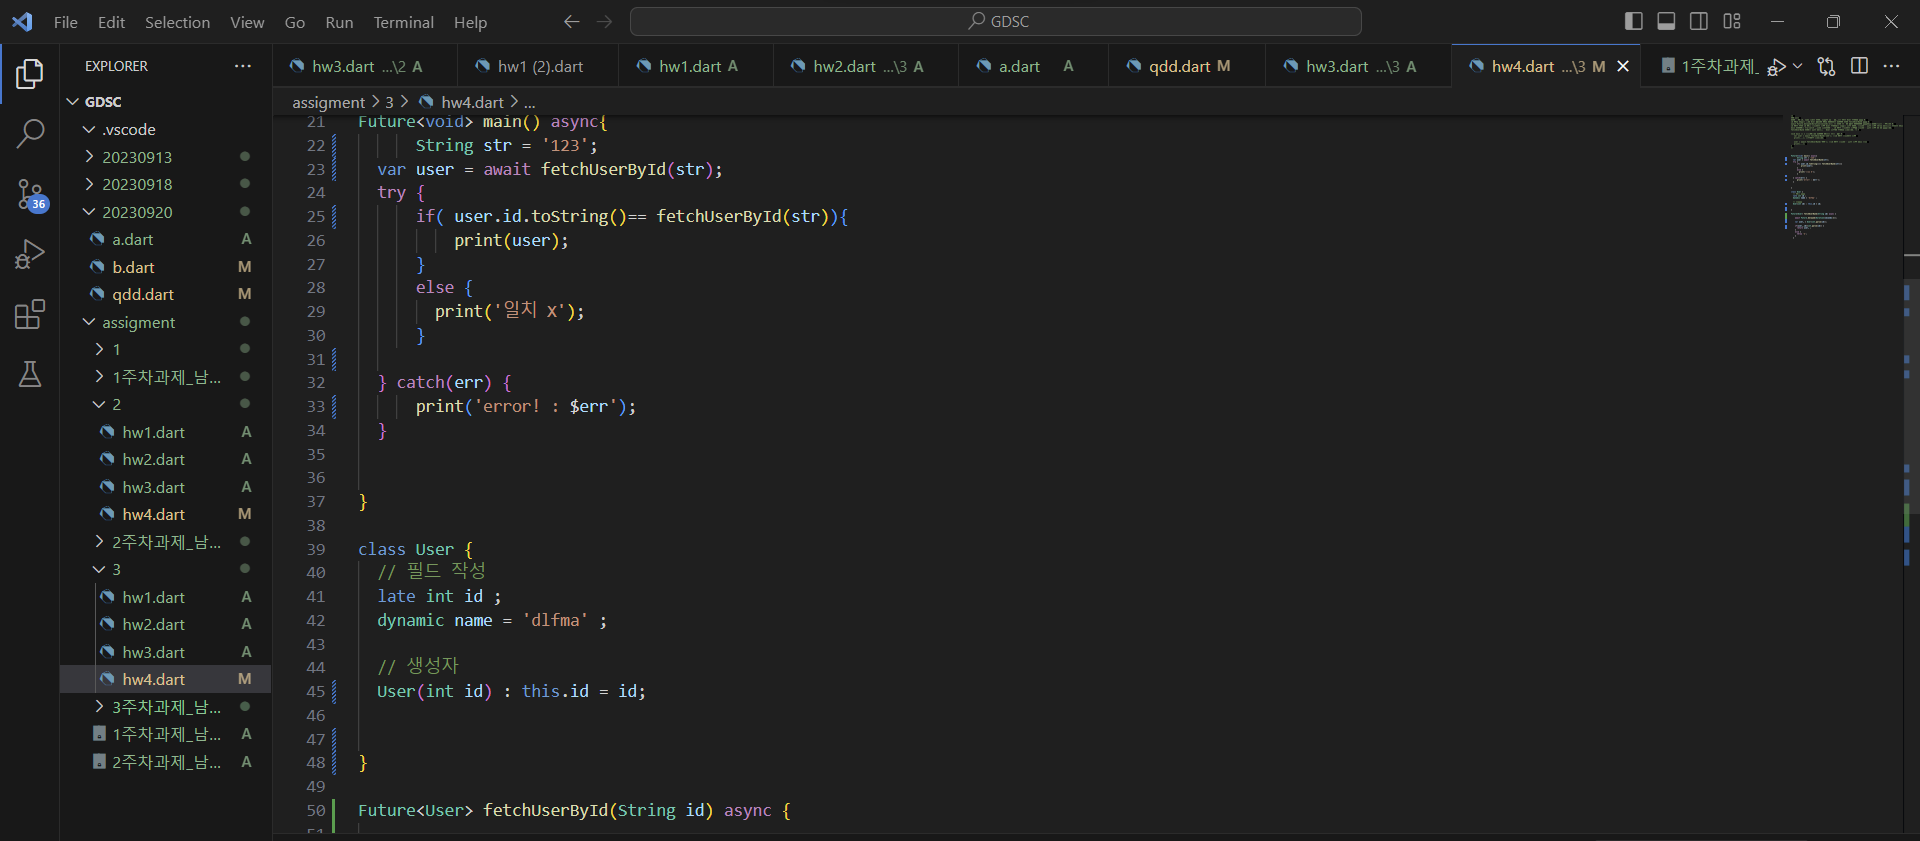 File Edit Selection View Go Run Terminal Help
GDSC
EXPLORER
GDSC
.vscode
20230913
20230918
20230920
a.dart A
b.dart M
qdd.dart M
assigment
1
1주차과제_남...
2
hw1.dart A
hw2.dart A
hw3.dart A
hw4.dart M
2주차과제_남...
3
hw1.dart A
hw2.dart A
hw3.dart A
hw4.dart M
3주차과제_남...
1주차과제_남... A
2주차과제_남... A
36
hw3.dart ...\2 A
hw1 (2).dart
hw1.dart A
hw2.dart ...\3 A
a.dart A
qdd.dart M
hw3.dart ...\3 A
hw4.dart ...\3 M
1주차과제_
assigment > 3 > hw4.dart > ...
21 Future<void> main() async{
22 String str = '123';
23 var user = await fetchUserById(str);
24 try {
25 if( user.id.toString()== fetchUserById(str)){
26 print(user);
27 }
28 else {
29 print('일치 x');
30 }
31
32 } catch(err) {
33 print('error! : $err');
34 }
35
36
37 }
38
39 class User {
40 // 필드 작성
41 late int id ;
42 dynamic name = 'dlfma' ;
43
44 // 생성자
45 User(int id) : this.id = id;
46
47
48 }
49
50 Future<User> fetchUserById(String id) async {
51